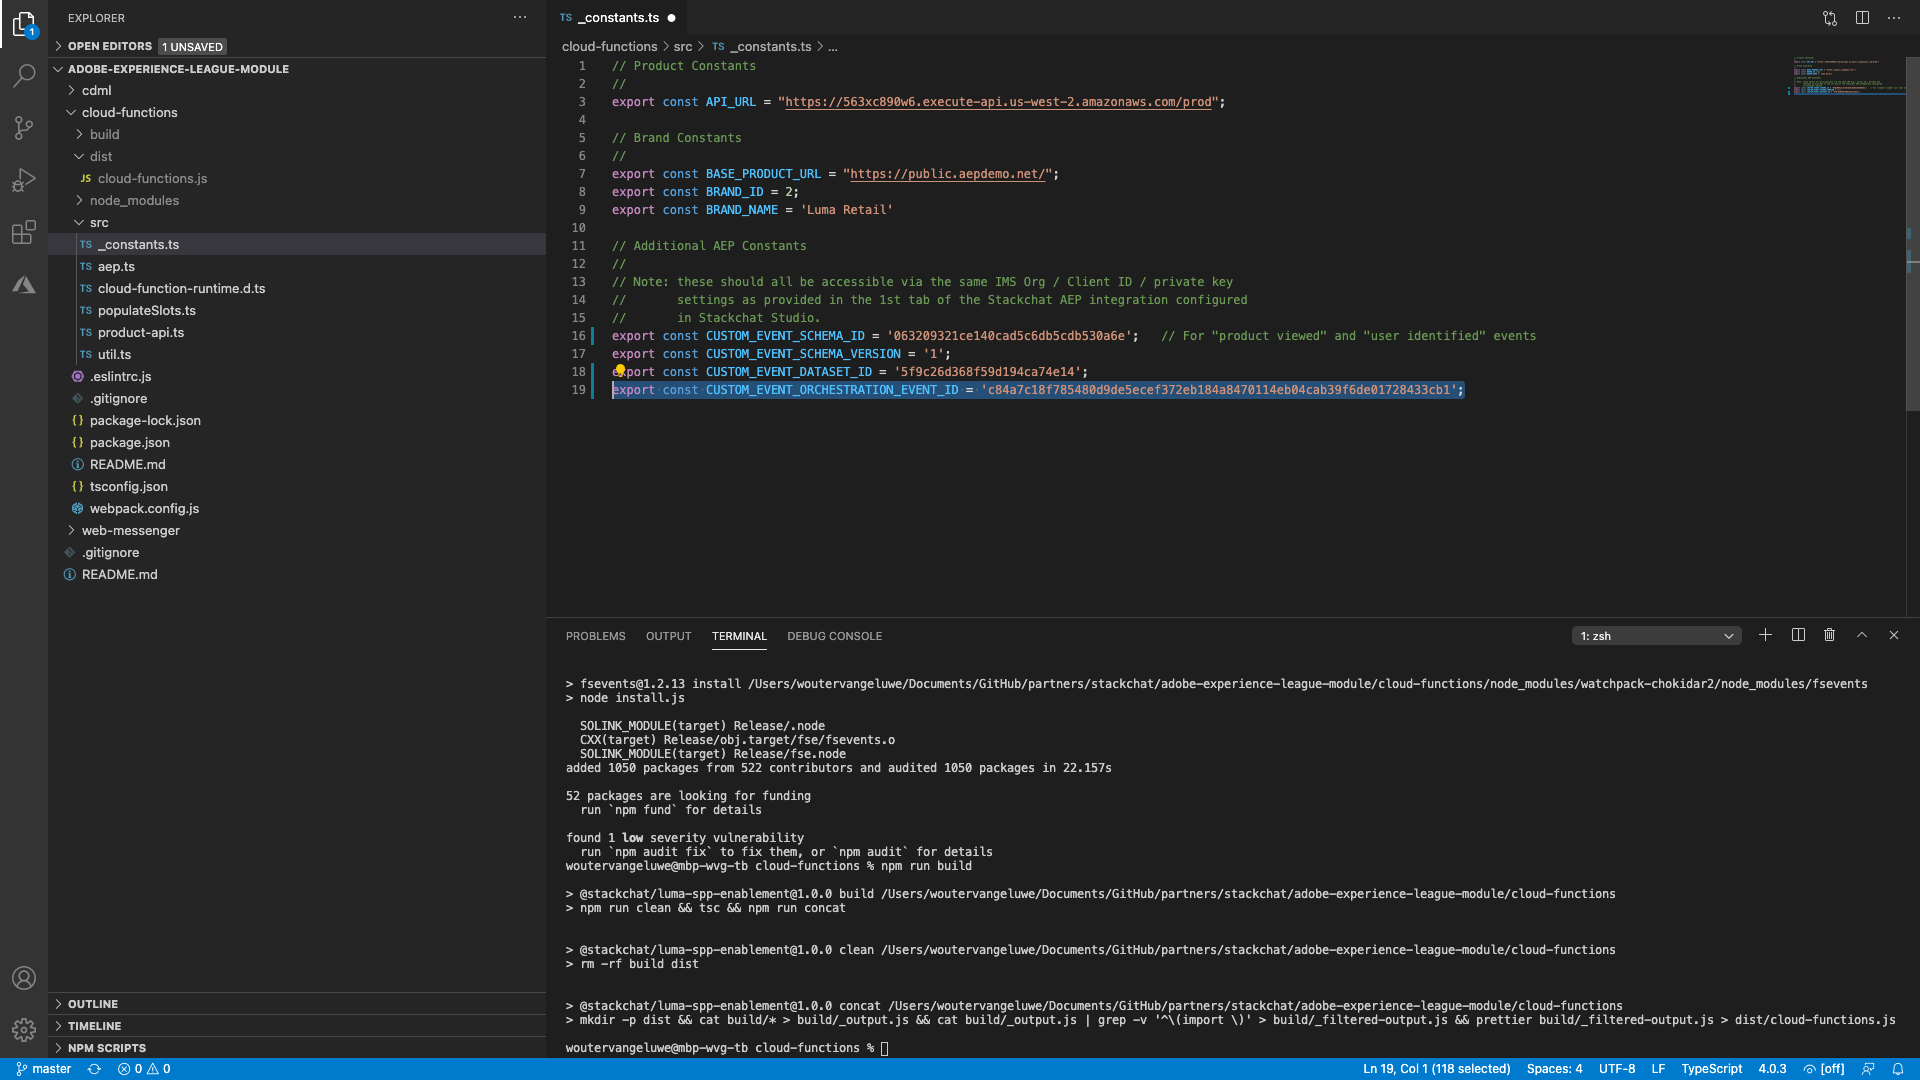 EXPLORER
OPEN EDITORS 1 UNSAVED
ADOBE-EXPERIENCE-LEAGUE-MODULE
cdml
cloud-functions
build
dist
JS cloud-functions.js
node_modules
src
TS _constants.ts
TS aep.ts
TS cloud-function-runtime.d.ts
TS populateSlots.ts
TS product-api.ts
TS util.ts
.eslintrc.js
.gitignore
{} package-lock.json
{} package.json
README.md
{} tsconfig.json
webpack.config.js
web-messenger
.gitignore
README.md
OUTLINE
TIMELINE
NPM SCRIPTS
1
TS _constants.ts
cloud-functions > src > TS _constants.ts > ...
1 // Product Constants
2 //
3 export const API_URL = "https://563xc890w6.execute-api.us-west-2.amazonaws.com/prod";
4
5 // Brand Constants
6 //
7 export const BASE_PRODUCT_URL = "https://public.aepdemo.net/";
8 export const BRAND_ID = 2;
9 export const BRAND_NAME = 'Luma Retail'
10
11 // Additional AEP Constants
12 //
13 // Note: these should all be accessible via the same IMS Org / Client ID / private key
14 //       settings as provided in the 1st tab of the Stackchat AEP integration configured
15 //       in Stackchat Studio.
16 export const CUSTOM_EVENT_SCHEMA_ID = '063209321ce140cad5c6db5cdb530a6e';   // For "product viewed" and "user identified" events
17 export const CUSTOM_EVENT_SCHEMA_VERSION = '1';
18 export const CUSTOM_EVENT_DATASET_ID = '5f9c26d368f59d194ca74e14';
19 export const CUSTOM_EVENT_ORCHESTRATION_EVENT_ID = 'c84a7c18f785480d9de5ecef372eb184a8470114eb04cab39f6de01728433cb1';
PROBLEMS OUTPUT TERMINAL DEBUG CONSOLE 1: zsh
> fsevents@1.2.13 install /Users/woutervangeluwe/Documents/GitHub/partners/stackchat/adobe-experience-league-module/cloud-functions/node_modules/watchpack-chokidar2/node_modules/fsevents
> node install.js
SOLINK_MODULE(target) Release/.node
CXX(target) Release/obj.target/fse/fsevents.o
SOLINK_MODULE(target) Release/fse.node
added 1050 packages from 522 contributors and audited 1050 packages in 22.157s
52 packages are looking for funding
run `npm fund` for details
found 1 low severity vulnerability
run `npm audit fix` to fix them, or `npm audit` for details
woutervangeluwe@mbp-wvg-tb cloud-functions % npm run build
> @stackchat/luma-spp-enablement@1.0.0 build /Users/woutervangeluwe/Documents/GitHub/partners/stackchat/adobe-experience-league-module/cloud-functions
> npm run clean && tsc && npm run concat
> @stackchat/luma-spp-enablement@1.0.0 clean /Users/woutervangeluwe/Documents/GitHub/partners/stackchat/adobe-experience-league-module/cloud-functions
> rm -rf build dist
> @stackchat/luma-spp-enablement@1.0.0 concat /Users/woutervangeluwe/Documents/GitHub/partners/stackchat/adobe-experience-league-module/cloud-functions
> mkdir -p dist && cat build/* > build/_output.js && cat build/_output.js | grep -v '^\(import \)' > build/_filtered-output.js && prettier build/_filtered-output.js > dist/cloud-functions.js
woutervangeluwe@mbp-wvg-tb cloud-functions %
master 0 0 Ln 19, Col 1 (118 selected) Spaces: 4 UTF-8 LF TypeScript 4.0.3 [off]